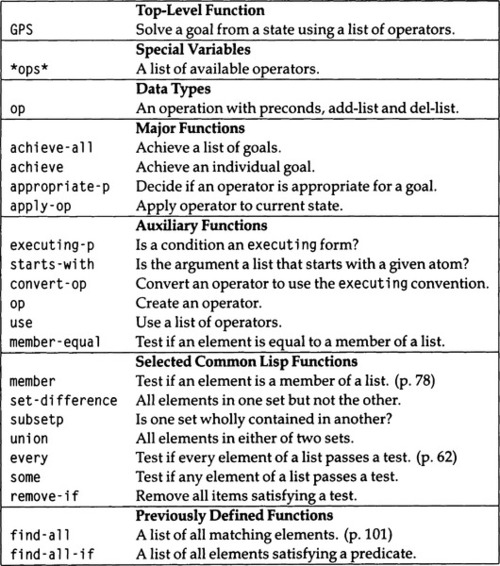 Top-Level Function
GPS Solve a goal from a state using a list of operators.
Special Variables
*ops* A list of available operators.
Data Types
op An operation with preconds, add-list and del-list.
Major Functions
achieve-all Achieve a list of goals.
achieve Achieve an individual goal.
appropriate-p Decide if an operator is appropriate for a goal.
apply-op Apply operator to current state.
Auxiliary Functions
executing-p Is a condition an executing form?
starts-with Is the argument a list that starts with a given atom?
convert-op Convert an operator to use the executing convention.
op Create an operator.
use Use a list of operators.
member-equal Test if an element is equal to a member of a list.
Selected Common Lisp Functions
member Test if an element is a member of a list. (p. 78)
set-difference All elements in one set but not the other.
subsetp Is one set wholly contained in another?
union All elements in either of two sets.
every Test if every element of a list passes a test. (p. 62)
some Test if any element of a list passes a test.
remove-if Remove all items satisfying a test.
Previously Defined Functions
find-all A list of all matching elements. (p. 101)
find-all-if A list of all elements satisfying a predicate.